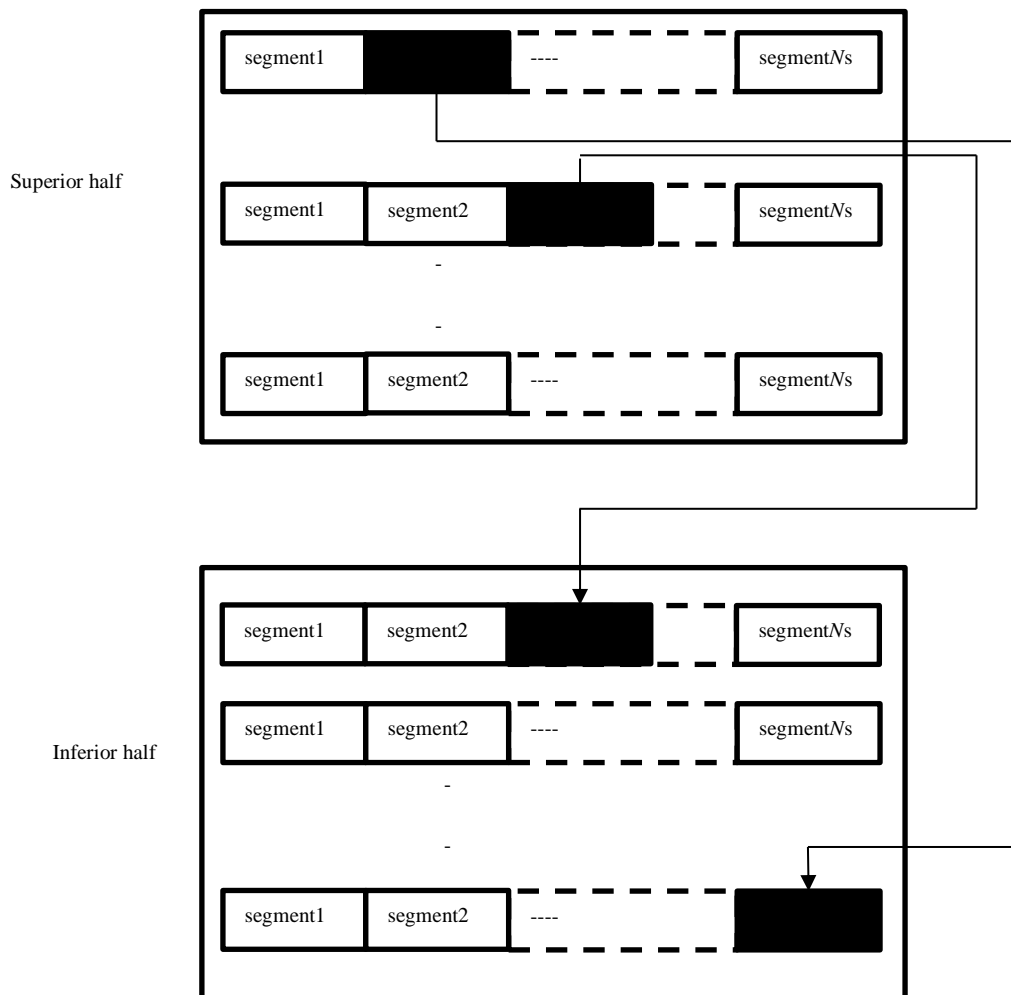 segment1 ---- segmentNs
Superior half
segment1 segment2 segmentNs
-
-
segment1 segment2 ---- segmentNs
segment1 segment2 segmentNs
segment1 segment2 ---- segmentNs
Inferior half
-
-
segment1 segment2 ----